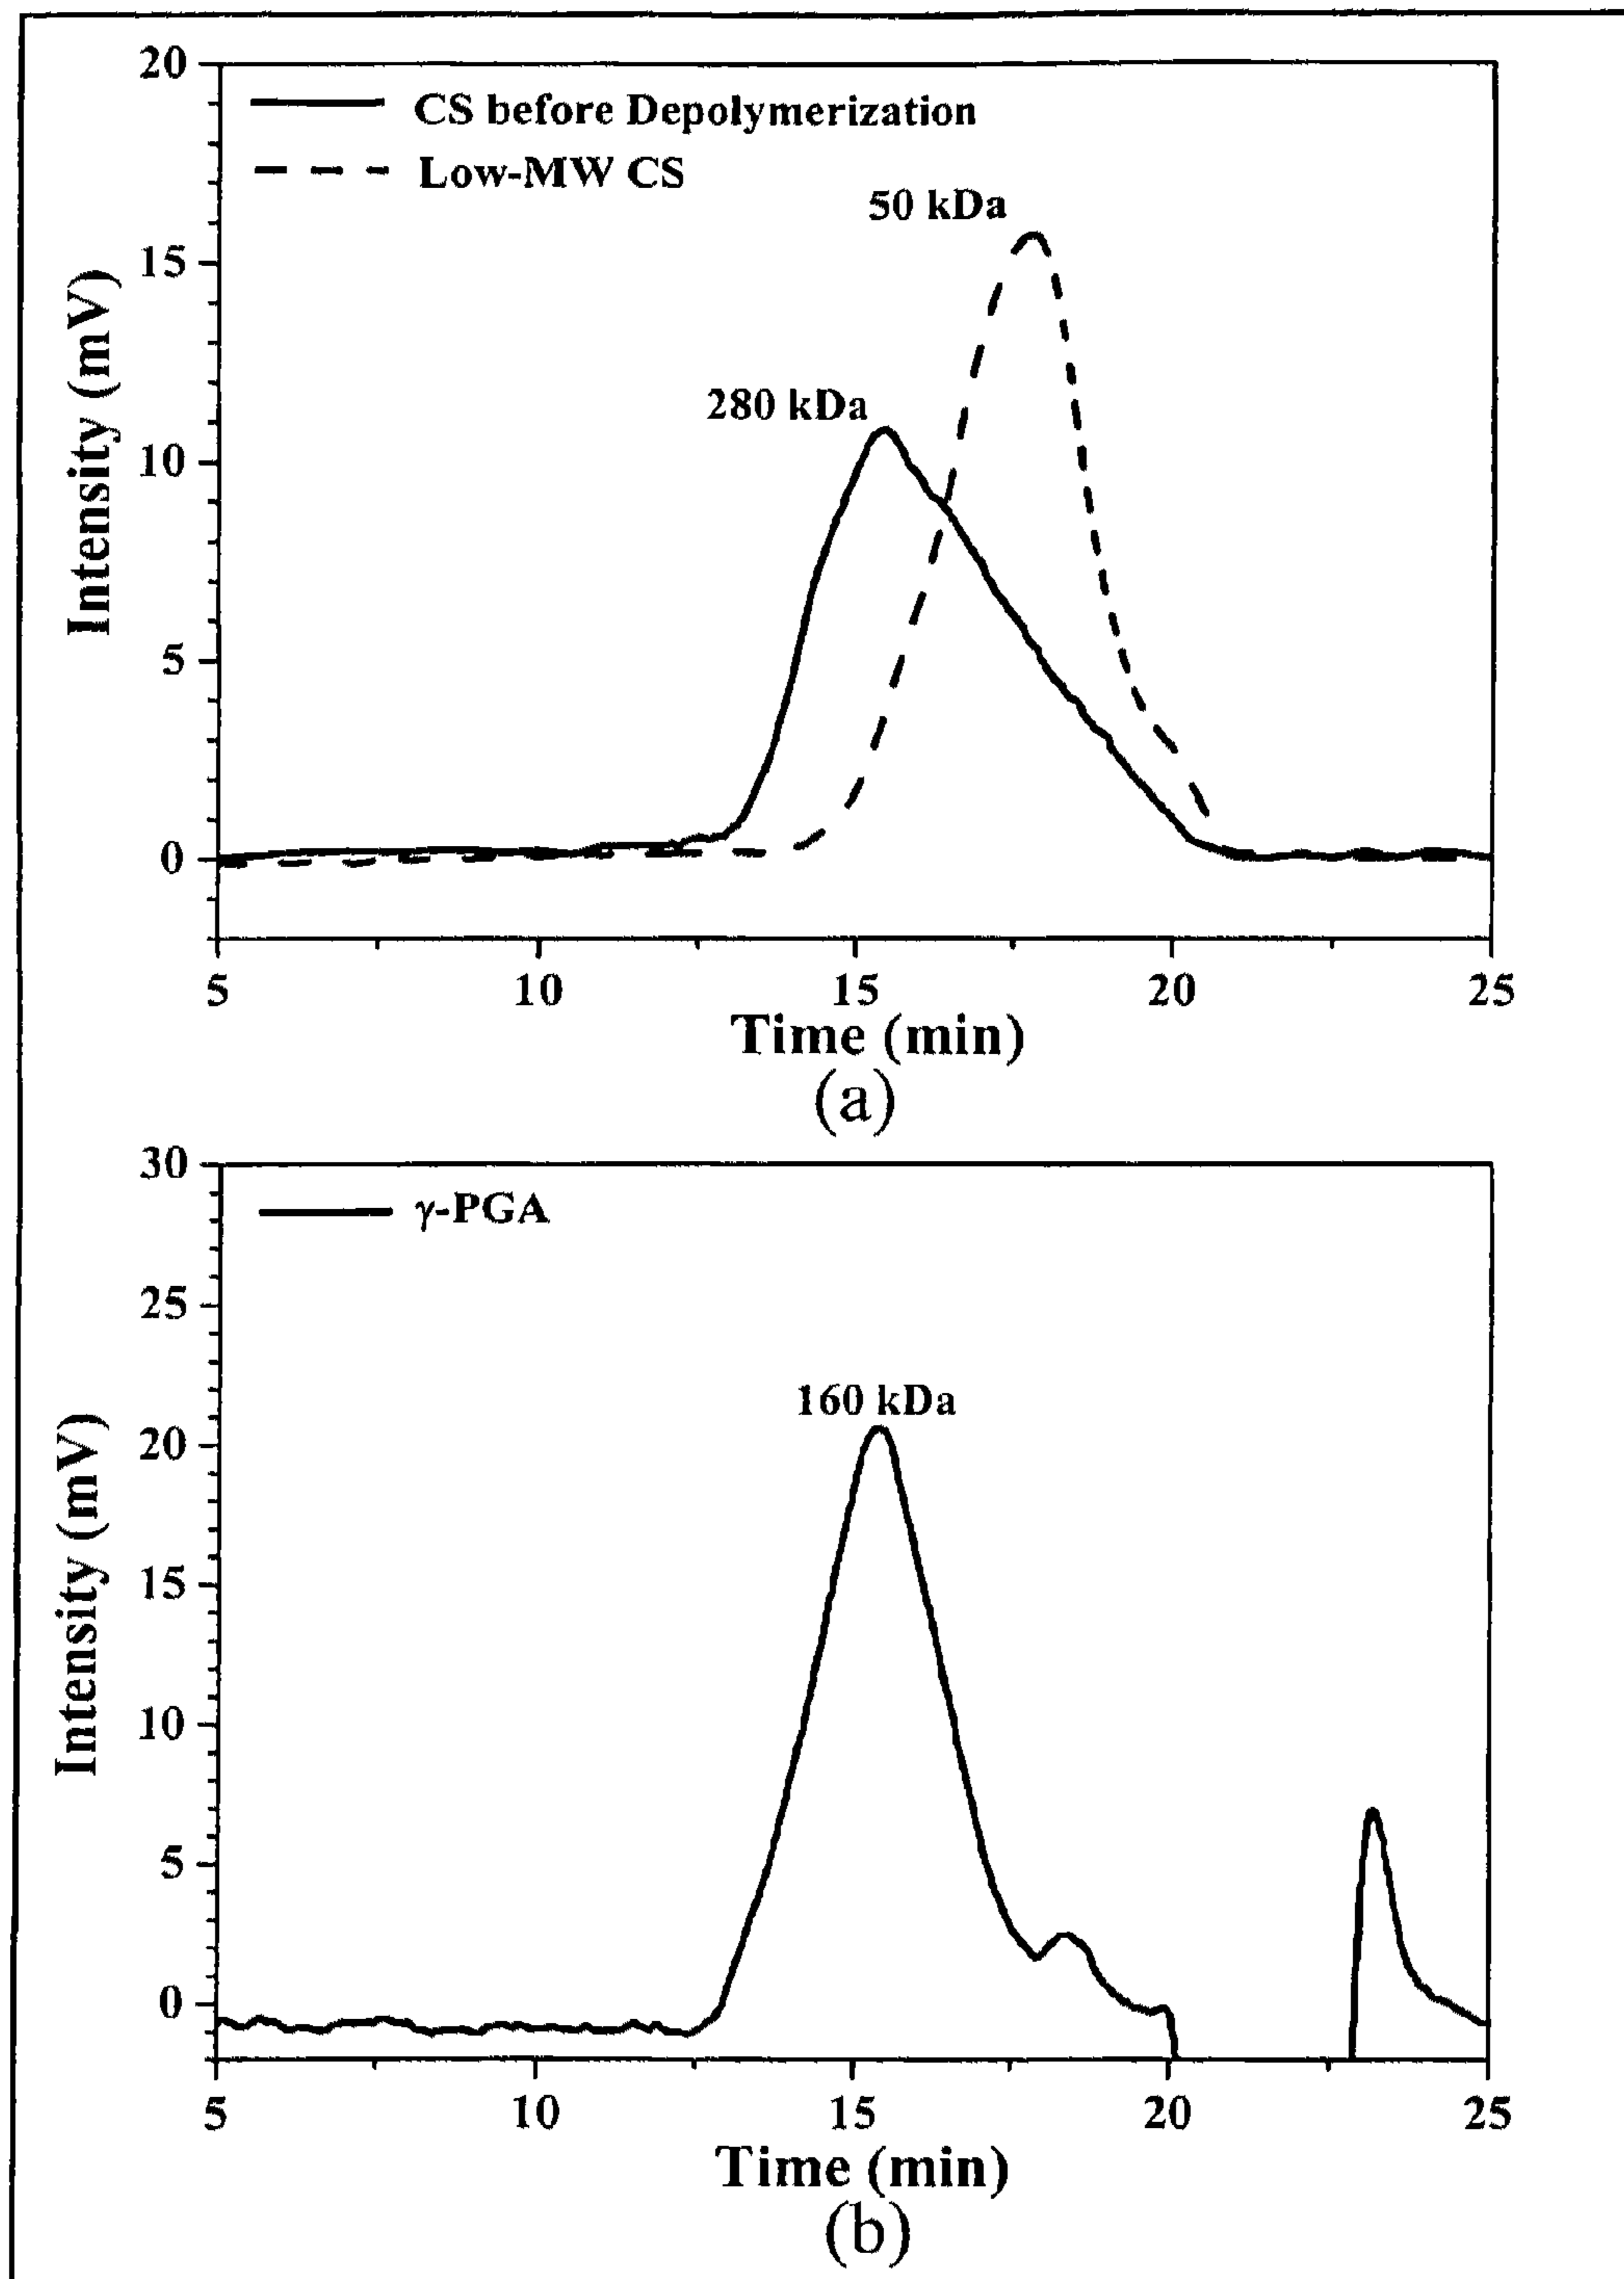 20
CS before Depolymerization
Low-MW CS
50 kDa
15
280 kDa
10
5
0
Intensity (mV)
5 10 15 20 25
Time (min)
(a)
30
γ-PGA
25
160 kDa
20
15
10
5
0
Intensity (mV)
5 10 15 20 25
Time (min)
(b)